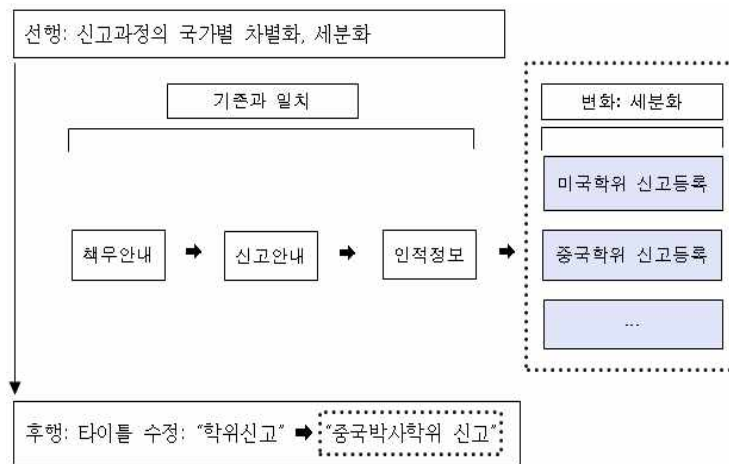 선행: 신고과정의 국가별 차별화, 세분화
기존과 일치
변화: 세분화
미국학위 신고등록
책무안내 ➡ 신고안내 ➡ 인적정보 ➡ 중국학위 신고등록
...
후행: 타이틀 수정: “학위신고” ➡ “중국박사학위 신고”